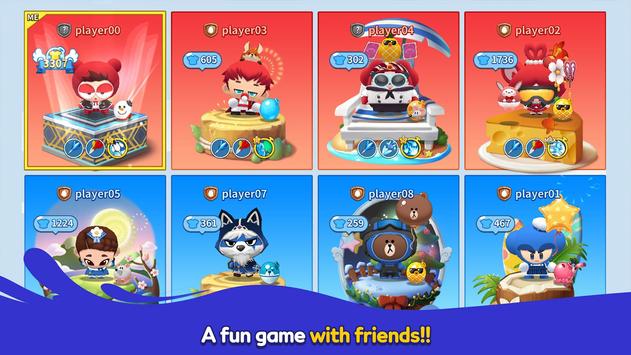 ME
player00
3307
player03
605
player04
302
player02
1736
player05
1224
player07
361
player08
259
player01
467
A fun game with friends!!